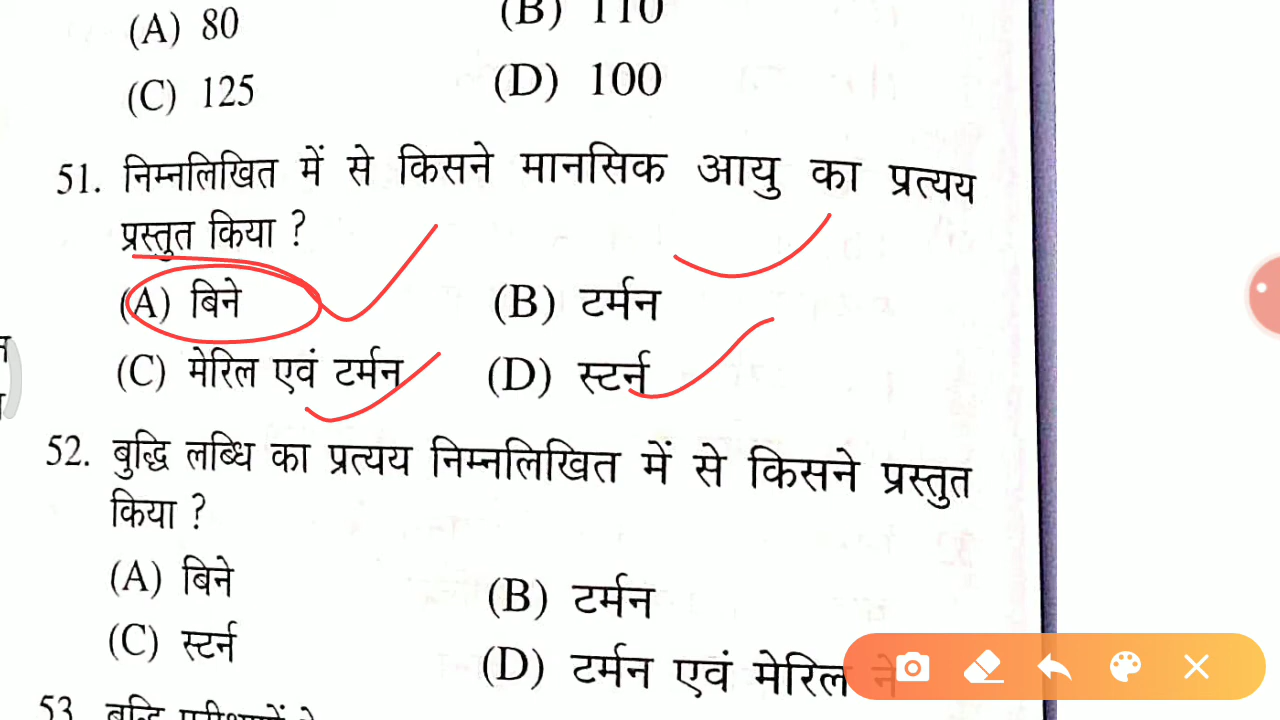 (A) 80 (B) 110
(C) 125 (D) 100
51. निम्नलिखित में से किसने मानसिक आयु का प्रत्यय
प्रस्तुत किया ?
(A) बिने (B) टर्मन
(C) मेरिल एवं टर्मन (D) स्टर्न
52. बुद्धि लब्धि का प्रत्यय निम्नलिखित में से किसने प्रस्तुत
किया ?
(A) बिने (B) टर्मन
(C) स्टर्न (D) टर्मन एवं मेरिल ने
53. बुद्धि